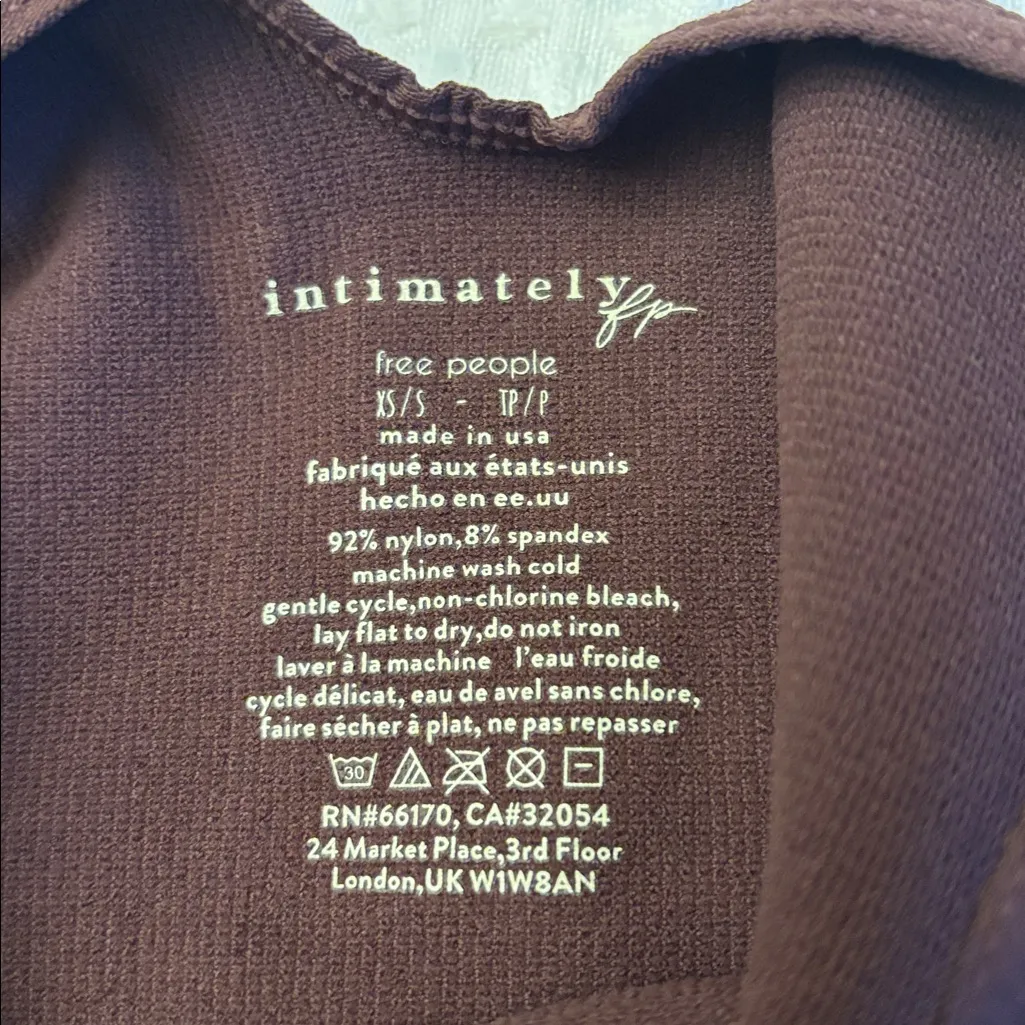 intimately fp
free people
XS/S - TP/P
made in usa
fabriqué aux états-unis
hecho en ee.uu
92% nylon,8% spandex
machine wash cold
gentle cycle,non-chlorine bleach,
lay flat to dry,do not iron
laver à la machine l'eau froide
cycle délicat, eau de avel sans chlore,
faire sécher à plat, ne pas repasser
30
RN#66170, CA#32054
24 Market Place,3rd Floor
London,UK W1W8AN